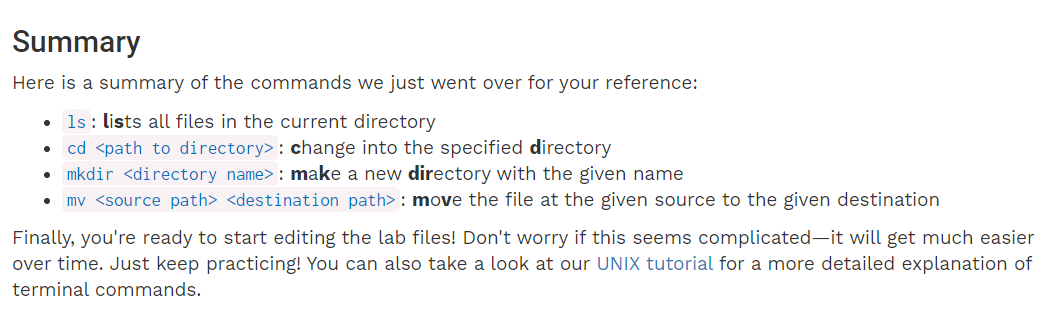 Summary
Here is a summary of the commands we just went over for your reference:
ls: lists all files in the current directory
cd <path to directory>: change into the specified directory
mkdir <directory name>: make a new directory with the given name
mv <source path> <destination path>: move the file at the given source to the given destination
Finally, you're ready to start editing the lab files! Don't worry if this seems complicated—it will get much easier
over time. Just keep practicing! You can also take a look at our UNIX tutorial for a more detailed explanation of
terminal commands.